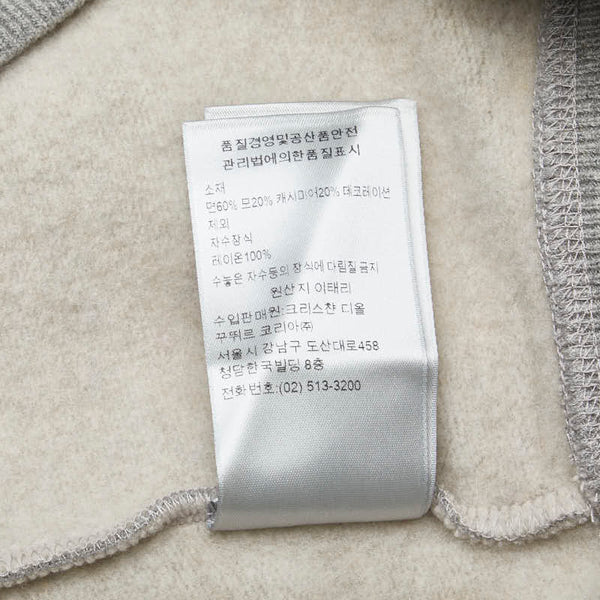 품질경영및공산품안전
관리법에의한품질표시
소재
면60% 모20% 캐시미어20% 데코레이션
제외
자수장식
레이온100%
수놓은 자수등의 장식에 다림질금지
원산지 이태리
수입판매원:크리스챤 디올
꾸뛰르 코리아㈜
서울시 강남구 도산대로458
청담한국빌딩 8층
전화번호:(02) 513-3200